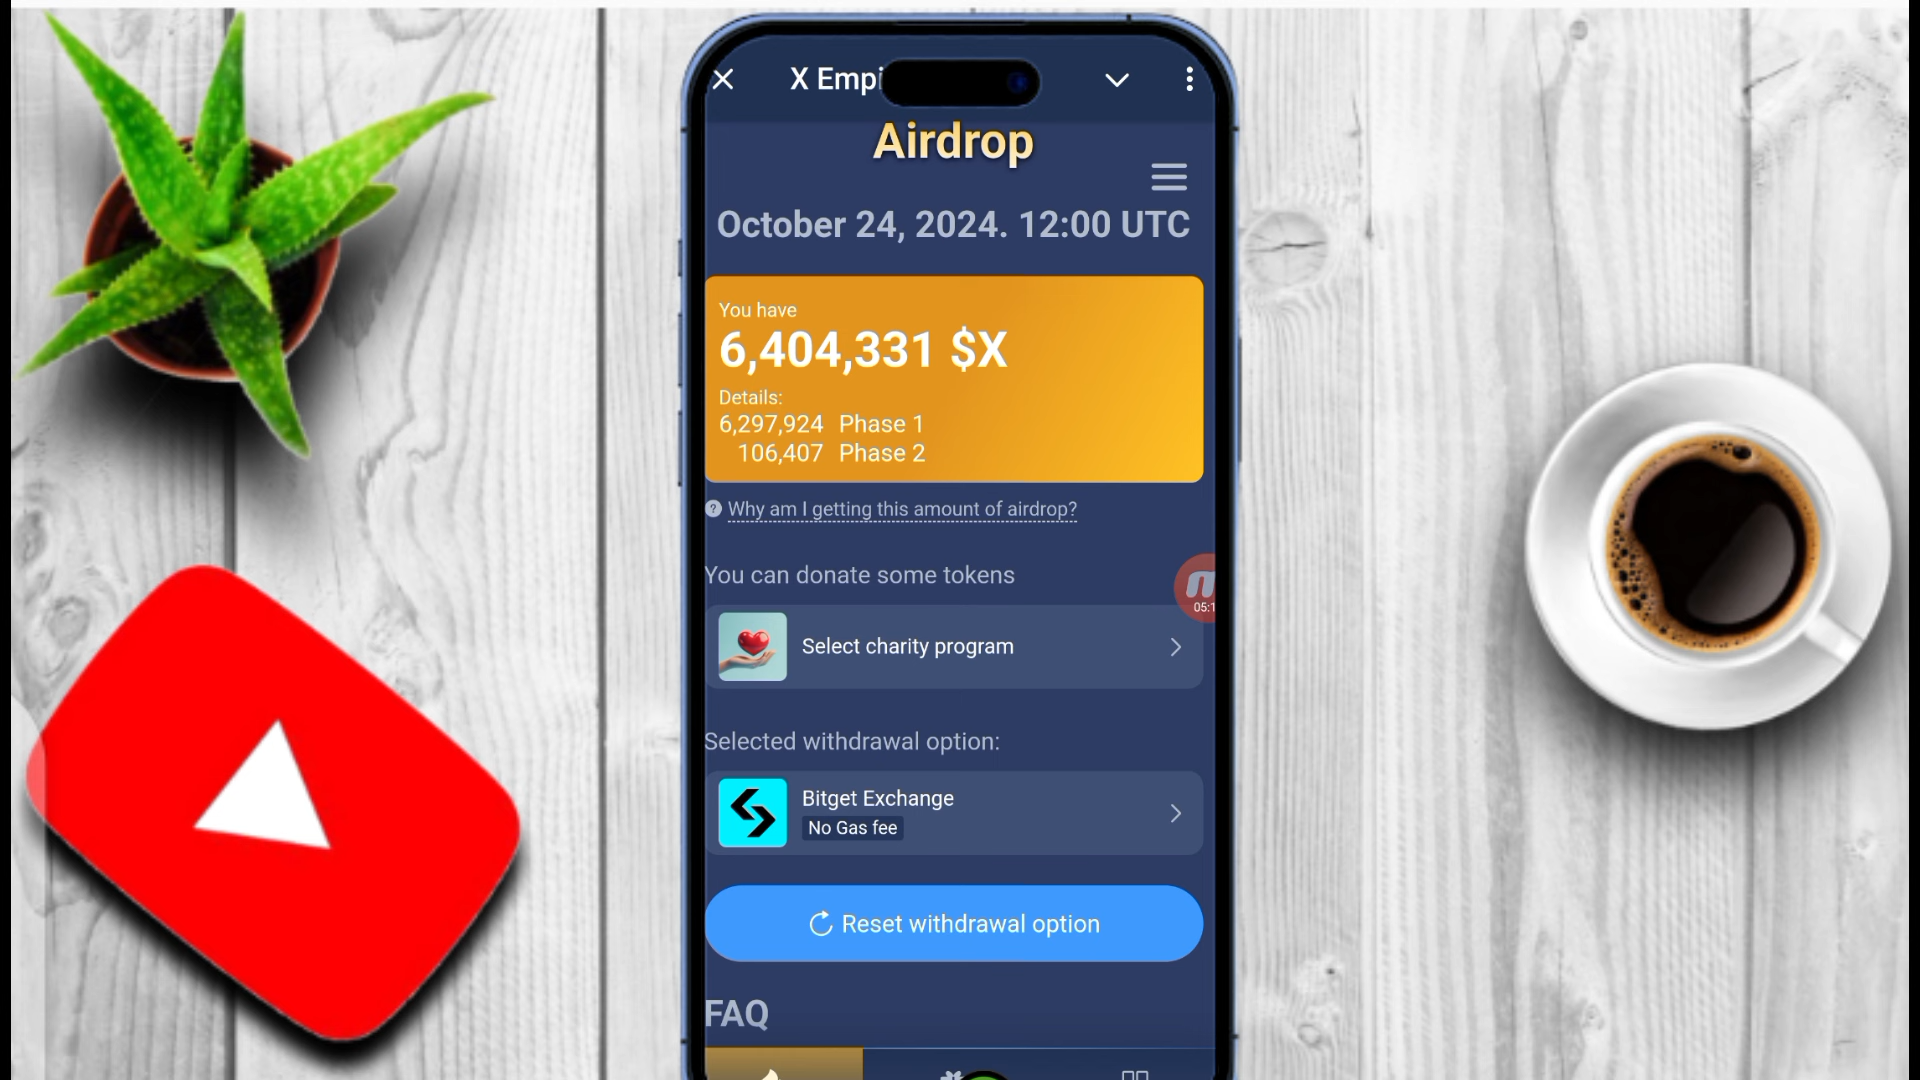 X Empi
Airdrop
October 24, 2024. 12:00 UTC
You have
6,404,331 $X
Details:
6,297,924 Phase 1
106,407 Phase 2
Why am I getting this amount of airdrop?
You can donate some tokens
05:1
Select charity program
Selected withdrawal option:
Bitget Exchange
No Gas fee
Reset withdrawal option
FAQ